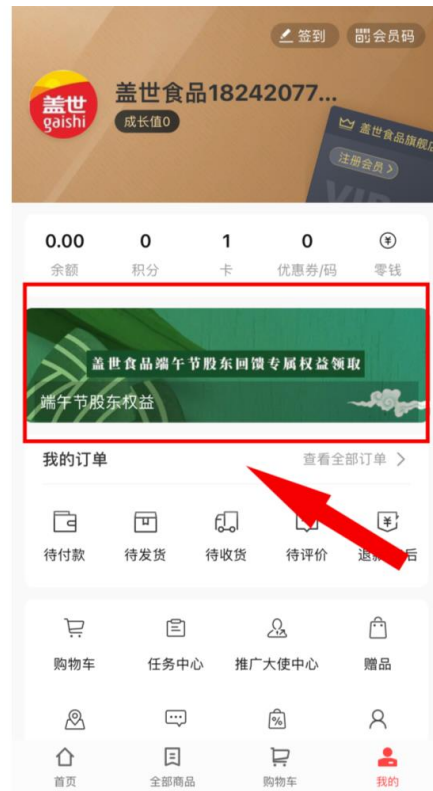 签到
会员码
盖世
gaishi
盖世食品18242077...
成长值0
盖世食品旗舰店
注册会员 >
VIP
0.00
0
1
0
余额
积分
卡
优惠券/码
零钱
盖世食品端午节股东回馈专属权益领取
端午节股东权益
我的订单
查看全部订单 >
待付款
待发货
待收货
待评价
购物车
任务中心
推广大使中心
赠品
首页
全部商品
购物车
我的